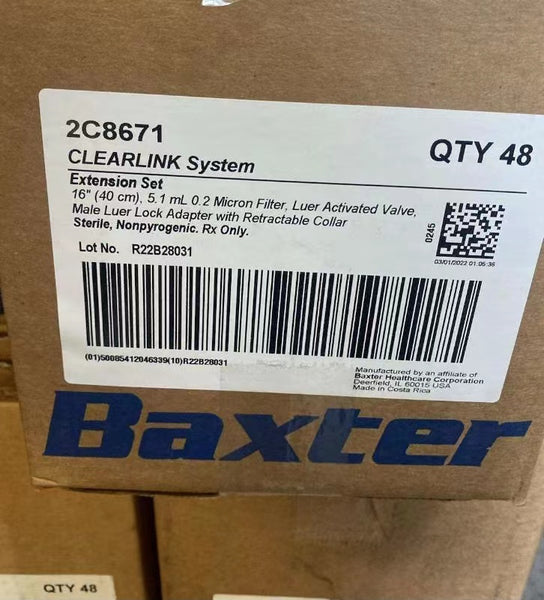 2C8671
QTY 48
CLEARLINK System
Extension Set
16" (40 cm), 5.1 mL 0.2 Micron Filter, Luer Activated Valve,
Male Luer Lock Adapter with Retractable Collar
Sterile, Nonpyrogenic. Rx Only.
Lot No. R22B28031
0245
03/01/2022 01:05:36
(01)50085412046339(10)R22B28031
Manufactured by an affiliate of
Baxter Healthcare Corporation
Deerfield, IL 60015 USA
Made in Costa Rica
Baxter
QTY 48